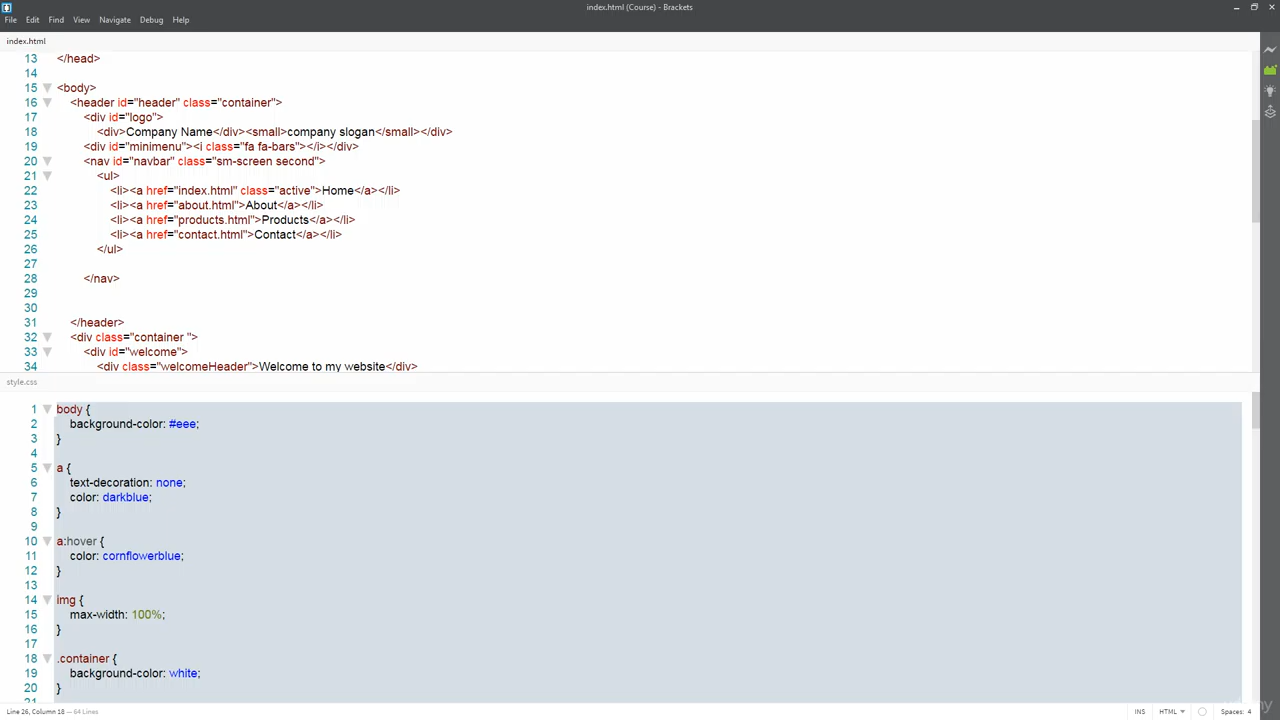 index.html (Course) - Brackets
File Edit Find View Navigate Debug Help
index.html
13 </head>
14
15 <body>
16 <header id="header" class="container">
17 <div id="logo">
18 <div>Company Name</div><small>company slogan</small></div>
19 <div id="minimenu"><i class="fa fa-bars"></i></div>
20 <nav id="navbar" class="sm-screen second">
21 <ul>
22 <li><a href="index.html" class="active">Home</a></li>
23 <li><a href="about.html">About</a></li>
24 <li><a href="products.html">Products</a></li>
25 <li><a href="contact.html">Contact</a></li>
26 </ul>
27
28 </nav>
29
30
31 </header>
32 <div class="container ">
33 <div id="welcome">
34 <div class="welcomeHeader">Welcome to my website</div>
style.css
1 body {
2 background-color: #eee;
3 }
4
5 a {
6 text-decoration: none;
7 color: darkblue;
8 }
9
10 a:hover {
11 color: cornflowerblue;
12 }
13
14 img {
15 max-width: 100%;
16 }
17
18 .container {
19 background-color: white;
20 }
21
Line 26, Column 18 — 64 Lines
INS HTML Spaces: 4